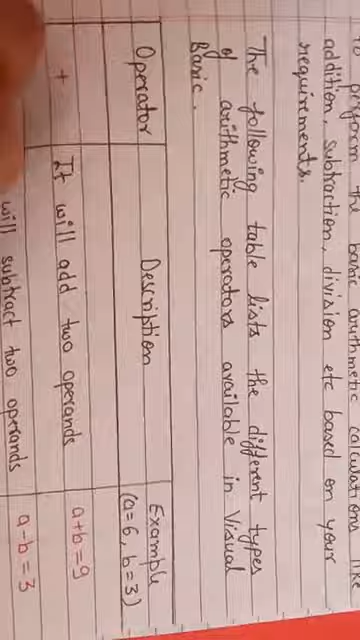 To perform the basic arithmetic calculations like
addition, subtraction, division etc based on your
requirements.
The following table lists the different types
of arithmetic operators available in Visual
Basic.
Operator Description Example
(a=6, b=3)
+ It will add two operands a+b=9
will subtract two operands a-b=3